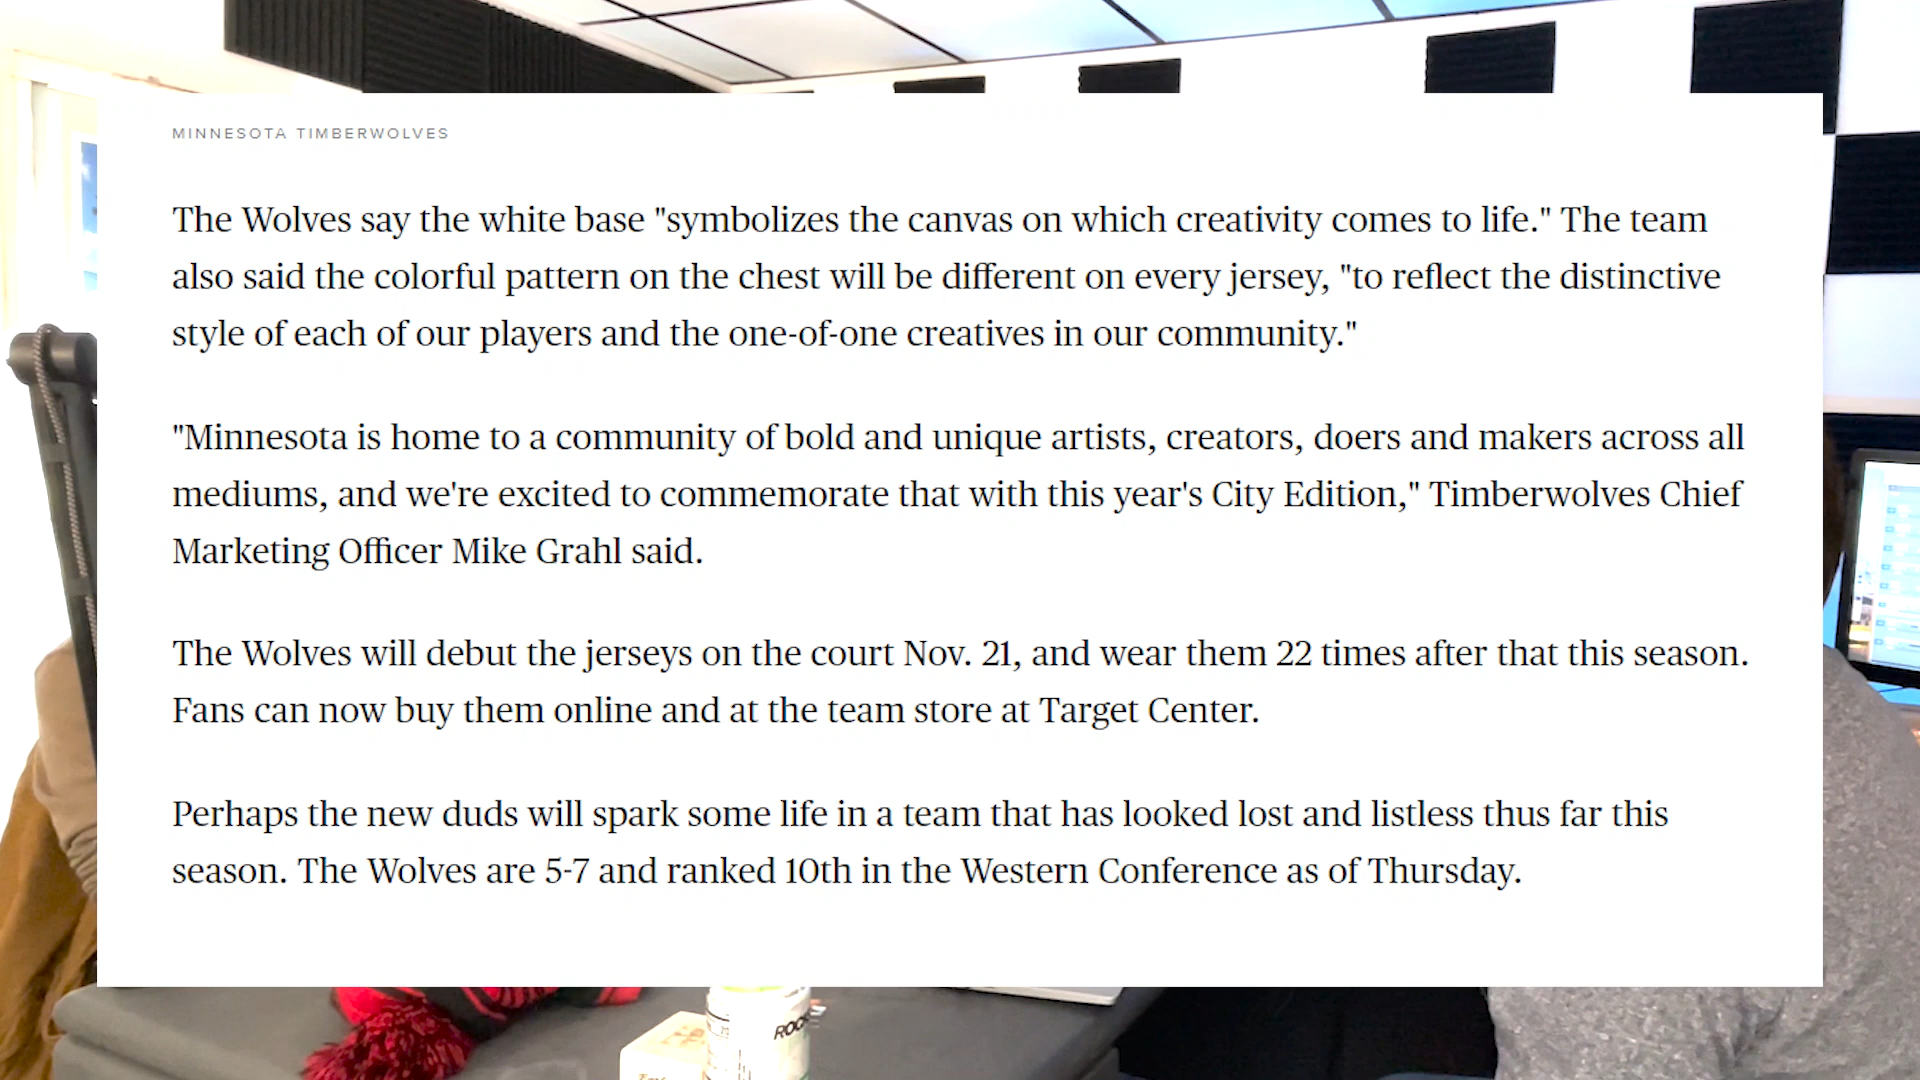 MINNESOTA TIMBERWOLVES
The Wolves say the white base "symbolizes the canvas on which creativity comes to life." The team
also said the colorful pattern on the chest will be different on every jersey, "to reflect the distinctive
style of each of our players and the one-of-one creatives in our community."
"Minnesota is home to a community of bold and unique artists, creators, doers and makers across all
mediums, and we're excited to commemorate that with this year's City Edition," Timberwolves Chief
Marketing Officer Mike Grahl said.
The Wolves will debut the jerseys on the court Nov. 21, and wear them 22 times after that this season.
Fans can now buy them online and at the team store at Target Center.
Perhaps the new duds will spark some life in a team that has looked lost and listless thus far this
season. The Wolves are 5-7 and ranked 10th in the Western Conference as of Thursday.